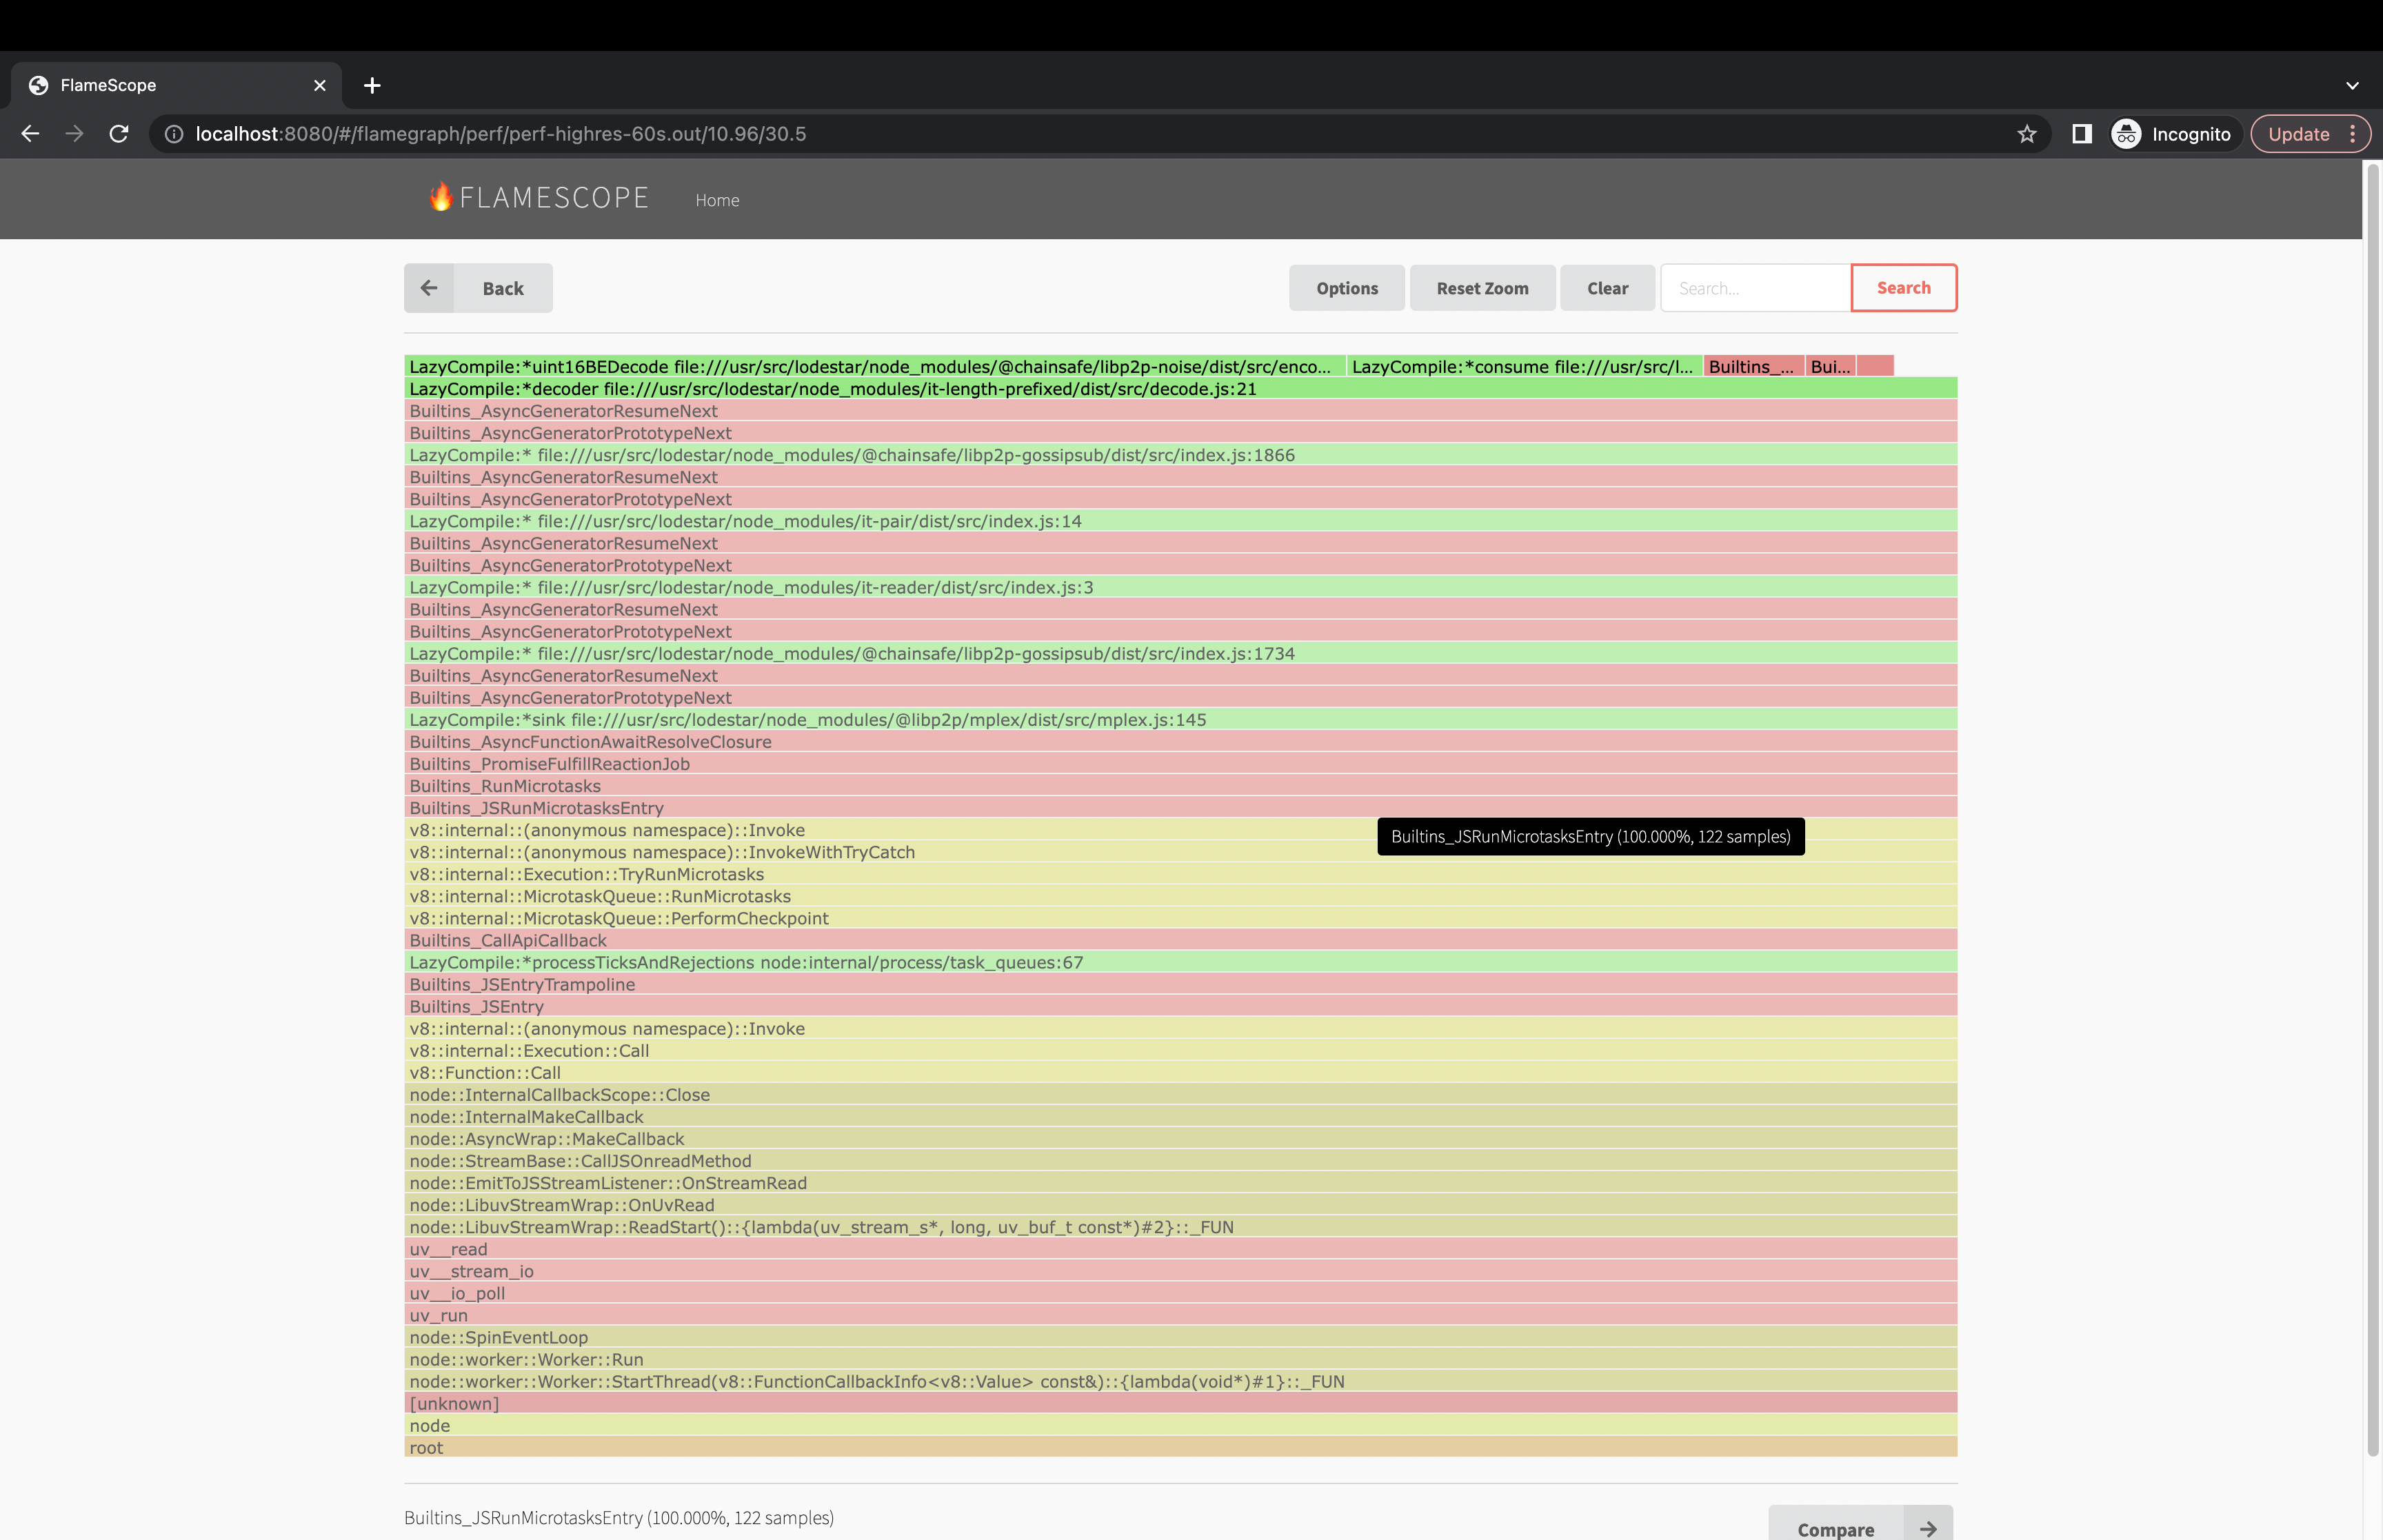 FlameScope
localhost:8080/#/flamegraph/perf/perf-highres-60s.out/10.96/30.5
Incognito
Update
FLAMESCOPE
Home
Back
Options
Reset Zoom
Clear
Search...
Search
LazyCompile:*uint16BEDecode file:///usr/src/lodestar/node_modules/@chainsafe/libp2p-noise/dist/src/enco...
LazyCompile:*consume file:///usr/src/l...
Builtins_...
Bui...
LazyCompile:*decoder file:///usr/src/lodestar/node_modules/it-length-prefixed/dist/src/decode.js:21
Builtins_AsyncGeneratorResumeNext
Builtins_AsyncGeneratorPrototypeNext
LazyCompile:* file:///usr/src/lodestar/node_modules/@chainsafe/libp2p-gossipsub/dist/src/index.js:1866
Builtins_AsyncGeneratorResumeNext
Builtins_AsyncGeneratorPrototypeNext
LazyCompile:* file:///usr/src/lodestar/node_modules/it-pair/dist/src/index.js:14
Builtins_AsyncGeneratorResumeNext
Builtins_AsyncGeneratorPrototypeNext
LazyCompile:* file:///usr/src/lodestar/node_modules/it-reader/dist/src/index.js:3
Builtins_AsyncGeneratorResumeNext
Builtins_AsyncGeneratorPrototypeNext
LazyCompile:* file:///usr/src/lodestar/node_modules/@chainsafe/libp2p-gossipsub/dist/src/index.js:1734
Builtins_AsyncGeneratorResumeNext
Builtins_AsyncGeneratorPrototypeNext
LazyCompile:*sink file:///usr/src/lodestar/node_modules/@libp2p/mplex/dist/src/mplex.js:145
Builtins_AsyncFunctionAwaitResolveClosure
Builtins_PromiseFulfillReactionJob
Builtins_RunMicrotasks
Builtins_JSRunMicrotasksEntry
v8::internal::(anonymous namespace)::Invoke
Builtins_JSRunMicrotasksEntry (100.000%, 122 samples)
v8::internal::(anonymous namespace)::InvokeWithTryCatch
v8::internal::Execution::TryRunMicrotasks
v8::internal::MicrotaskQueue::RunMicrotasks
v8::internal::MicrotaskQueue::PerformCheckpoint
Builtins_CallApiCallback
LazyCompile:*processTicksAndRejections node:internal/process/task_queues:67
Builtins_JSEntryTrampoline
Builtins_JSEntry
v8::internal::(anonymous namespace)::Invoke
v8::internal::Execution::Call
v8::Function::Call
node::InternalCallbackScope::Close
node::InternalMakeCallback
node::AsyncWrap::MakeCallback
node::StreamBase::CallJSOnreadMethod
node::EmitToJSStreamListener::OnStreamRead
node::LibuvStreamWrap::OnUvRead
node::LibuvStreamWrap::ReadStart()::{lambda(uv_stream_s*, long, uv_buf_t const*)#2}::_FUN
uv__read
uv__stream_io
uv__io_poll
uv_run
node::SpinEventLoop
node::worker::Worker::Run
node::worker::Worker::StartThread(v8::FunctionCallbackInfo<v8::Value> const&)::{lambda(void*)#1}::_FUN
[unknown]
node
root
Builtins_JSRunMicrotasksEntry (100.000%, 122 samples)
Compare